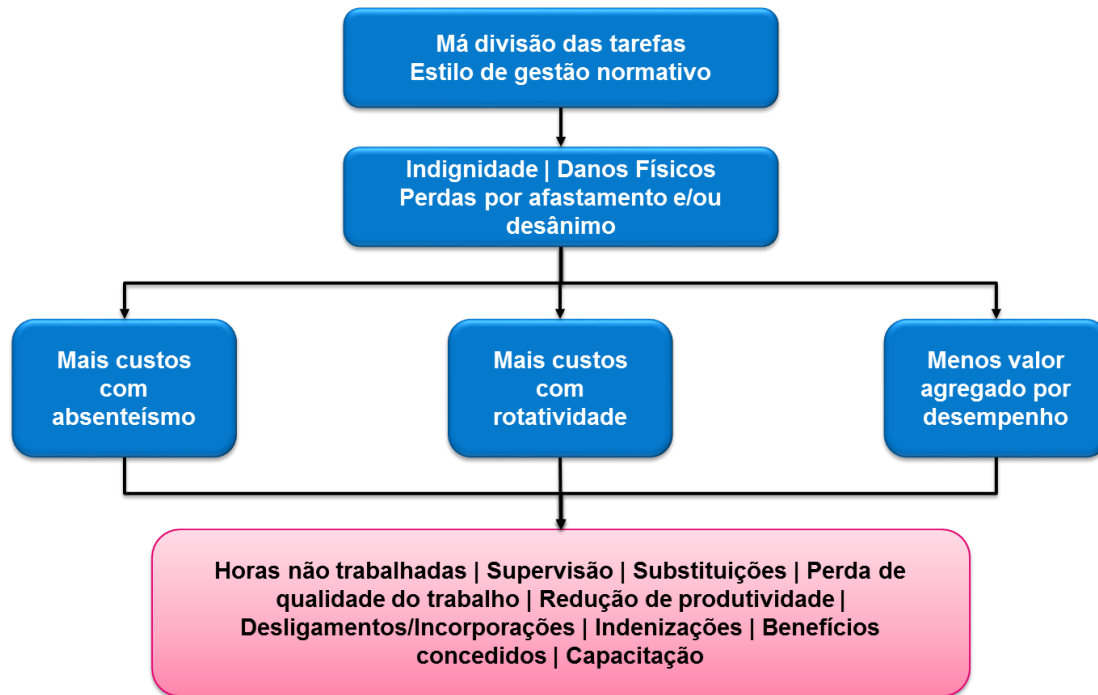 Má divisão das tarefas
Estilo de gestão normativo
Indignidade | Danos Físicos
Perdas por afastamento e/ou
desânimo
Mais custos
com
absenteísmo
Mais custos
com
rotatividade
Menos valor
agregado por
desempenho
Horas não trabalhadas | Supervisão | Substituições | Perda de
qualidade do trabalho | Redução de produtividade |
Desligamentos/Incorporações | Indenizações | Benefícios
concedidos | Capacitação